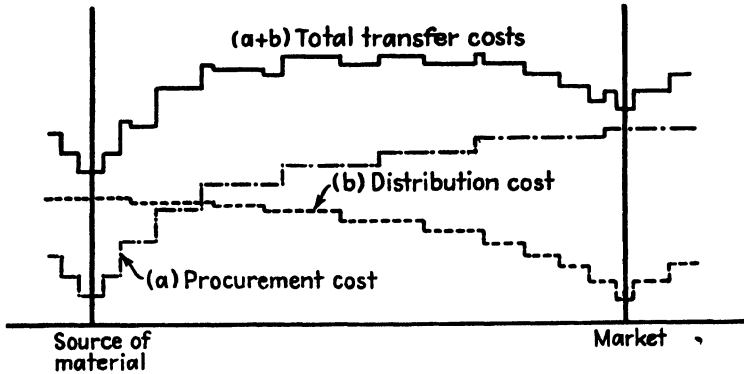 (a+b) Total transfer costs
(b) Distribution cost
(a) Procurement cost
Source of
material
Market